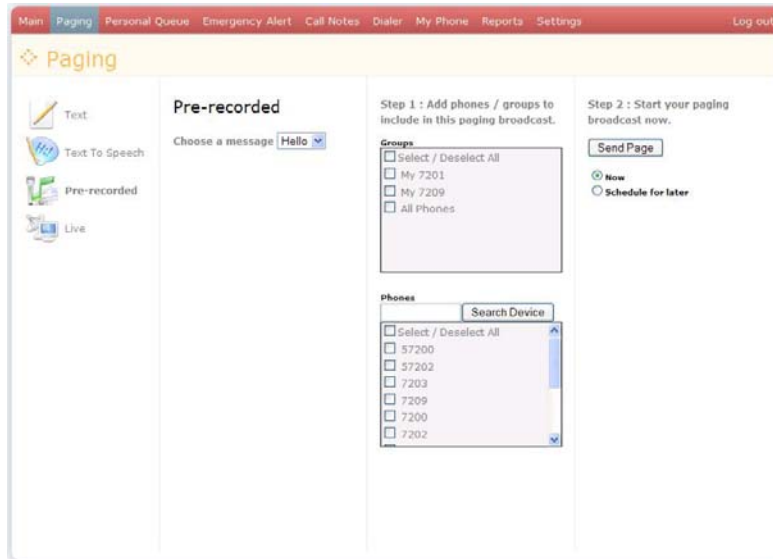 Main Paging Personal Queue Emergency Alert Call Notes Dialer My Phone Reports Settings Log out
Paging
Text
Text To Speech
Pre-recorded
Live
Pre-recorded
Choose a message Hello
Step 1 : Add phones / groups to
include in this paging broadcast.
Groups
Select / Deselect All
My 7201
My 7209
All Phones
Phones
Search Device
Select / Deselect All
57200
57202
7203
7209
7200
7202
Step 2 : Start your paging
broadcast now.
Send Page
Now
Schedule for later